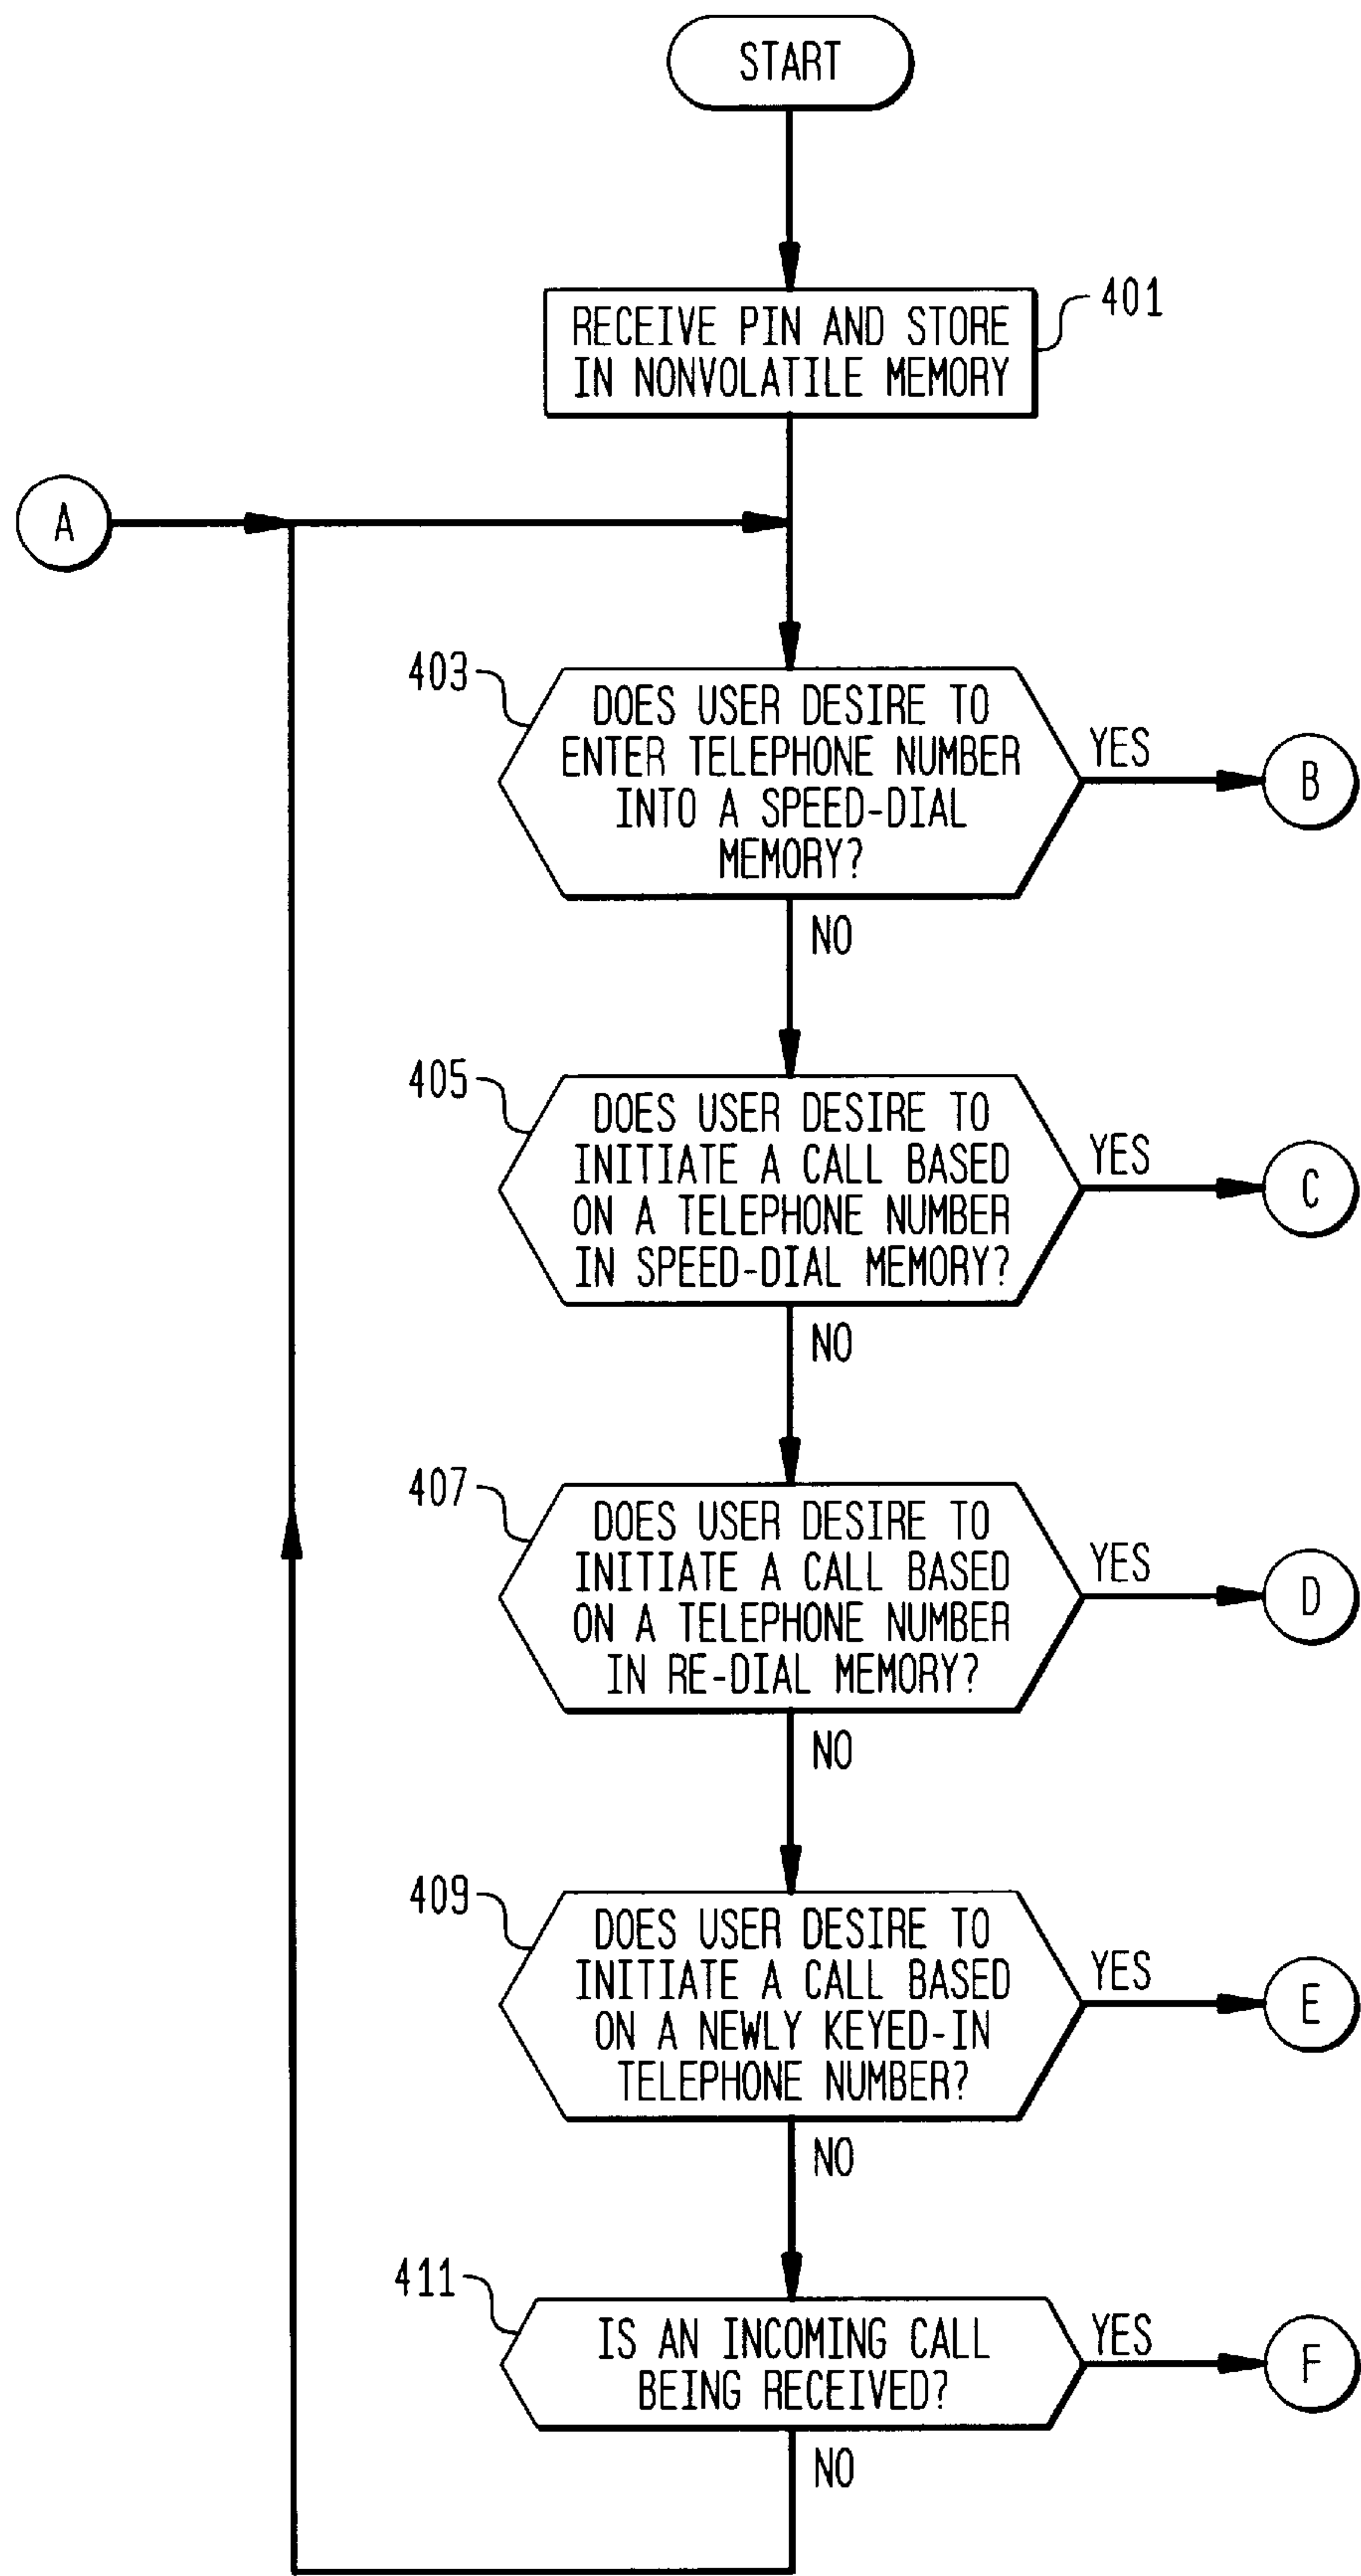 START
RECEIVE PIN AND STORE
IN NONVOLATILE MEMORY
401
A
403
DOES USER DESIRE TO
ENTER TELEPHONE NUMBER
INTO A SPEED-DIAL
MEMORY?
YES
B
NO
405
DOES USER DESIRE TO
INITIATE A CALL BASED
ON A TELEPHONE NUMBER
IN SPEED-DIAL MEMORY?
YES
C
NO
407
DOES USER DESIRE TO
INITIATE A CALL BASED
ON A TELEPHONE NUMBER
IN RE-DIAL MEMORY?
YES
D
NO
409
DOES USER DESIRE TO
INITIATE A CALL BASED
ON A NEWLY KEYED-IN
TELEPHONE NUMBER?
YES
E
NO
411
IS AN INCOMING CALL
BEING RECEIVED?
YES
F
NO